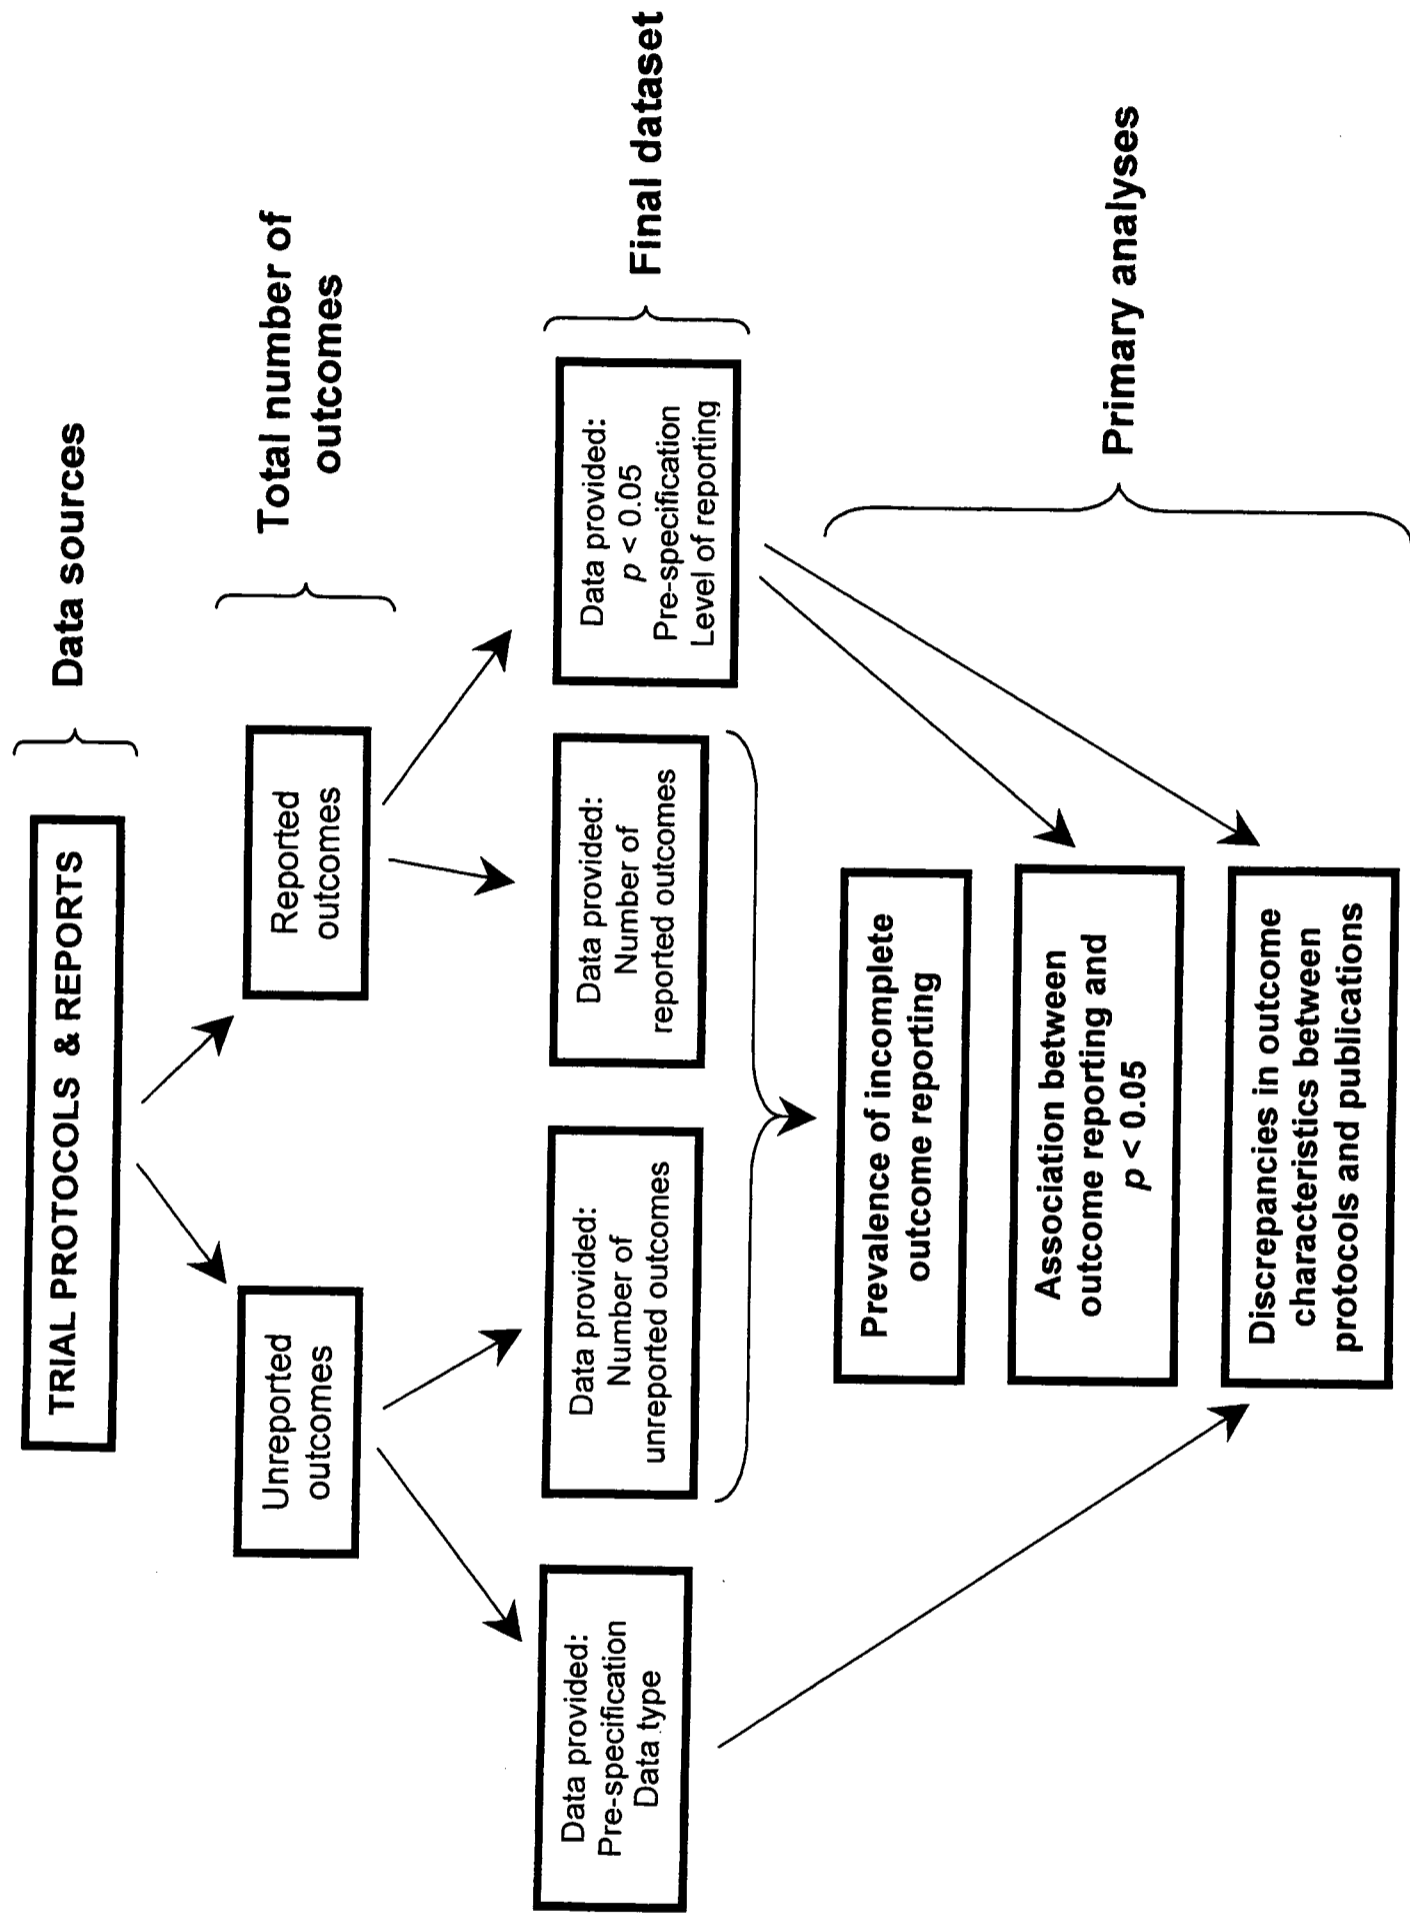 TRIAL PROTOCOLS & REPORTS
Data sources
Unreported
outcomes
Reported
outcomes
Total number of
outcomes
Data provided:
Pre-specification
Data type
Data provided:
Number of
unreported outcomes
Data provided:
Number of
reported outcomes
Data provided:
p < 0.05
Pre-specification
Level of reporting
Final dataset
Prevalence of incomplete
outcome reporting
Association between
outcome reporting and
p < 0.05
Discrepancies in outcome
characteristics between
protocols and publications
Primary analyses